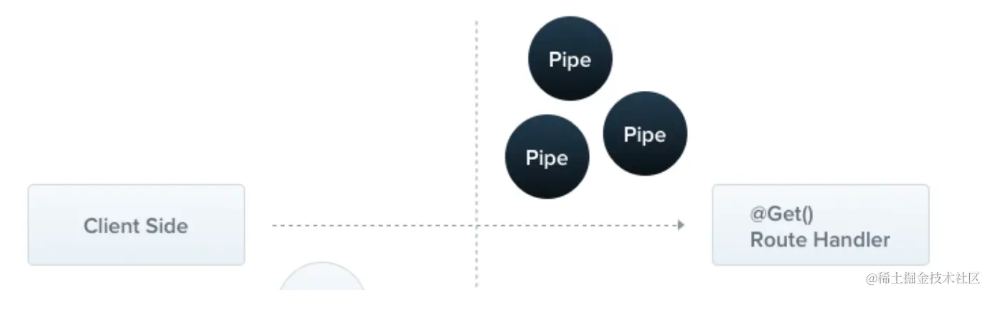 Pipe
Pipe
Pipe
Client Side
@Get()
Route Handler
@稀土掘金技术社区